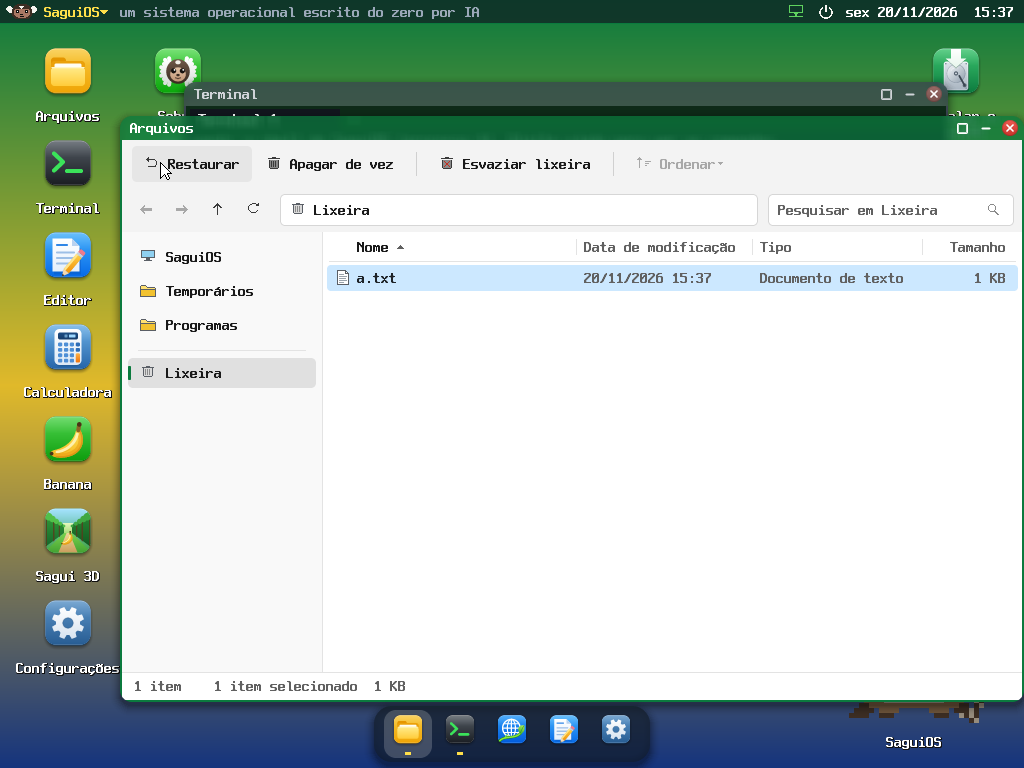 SaguiOS▾ um sistema operacional escrito do zero por IA
sex 20/11/2026 15:37
Arquivos
Terminal
Arquivos
Restaurar
Apagar de vez
Esvaziar lixeira
Ordenar
Lixeira
Pesquisar em Lixeira
SaguiOS
Temporários
Programas
Lixeira
Nome
Data de modificação
Tipo
Tamanho
a.txt
20/11/2026 15:37
Documento de texto
1 KB
1 item
1 item selecionado
1 KB
Terminal
Editor
Calculadora
Banana
Sagui 3D
Configurações
SaguiOS